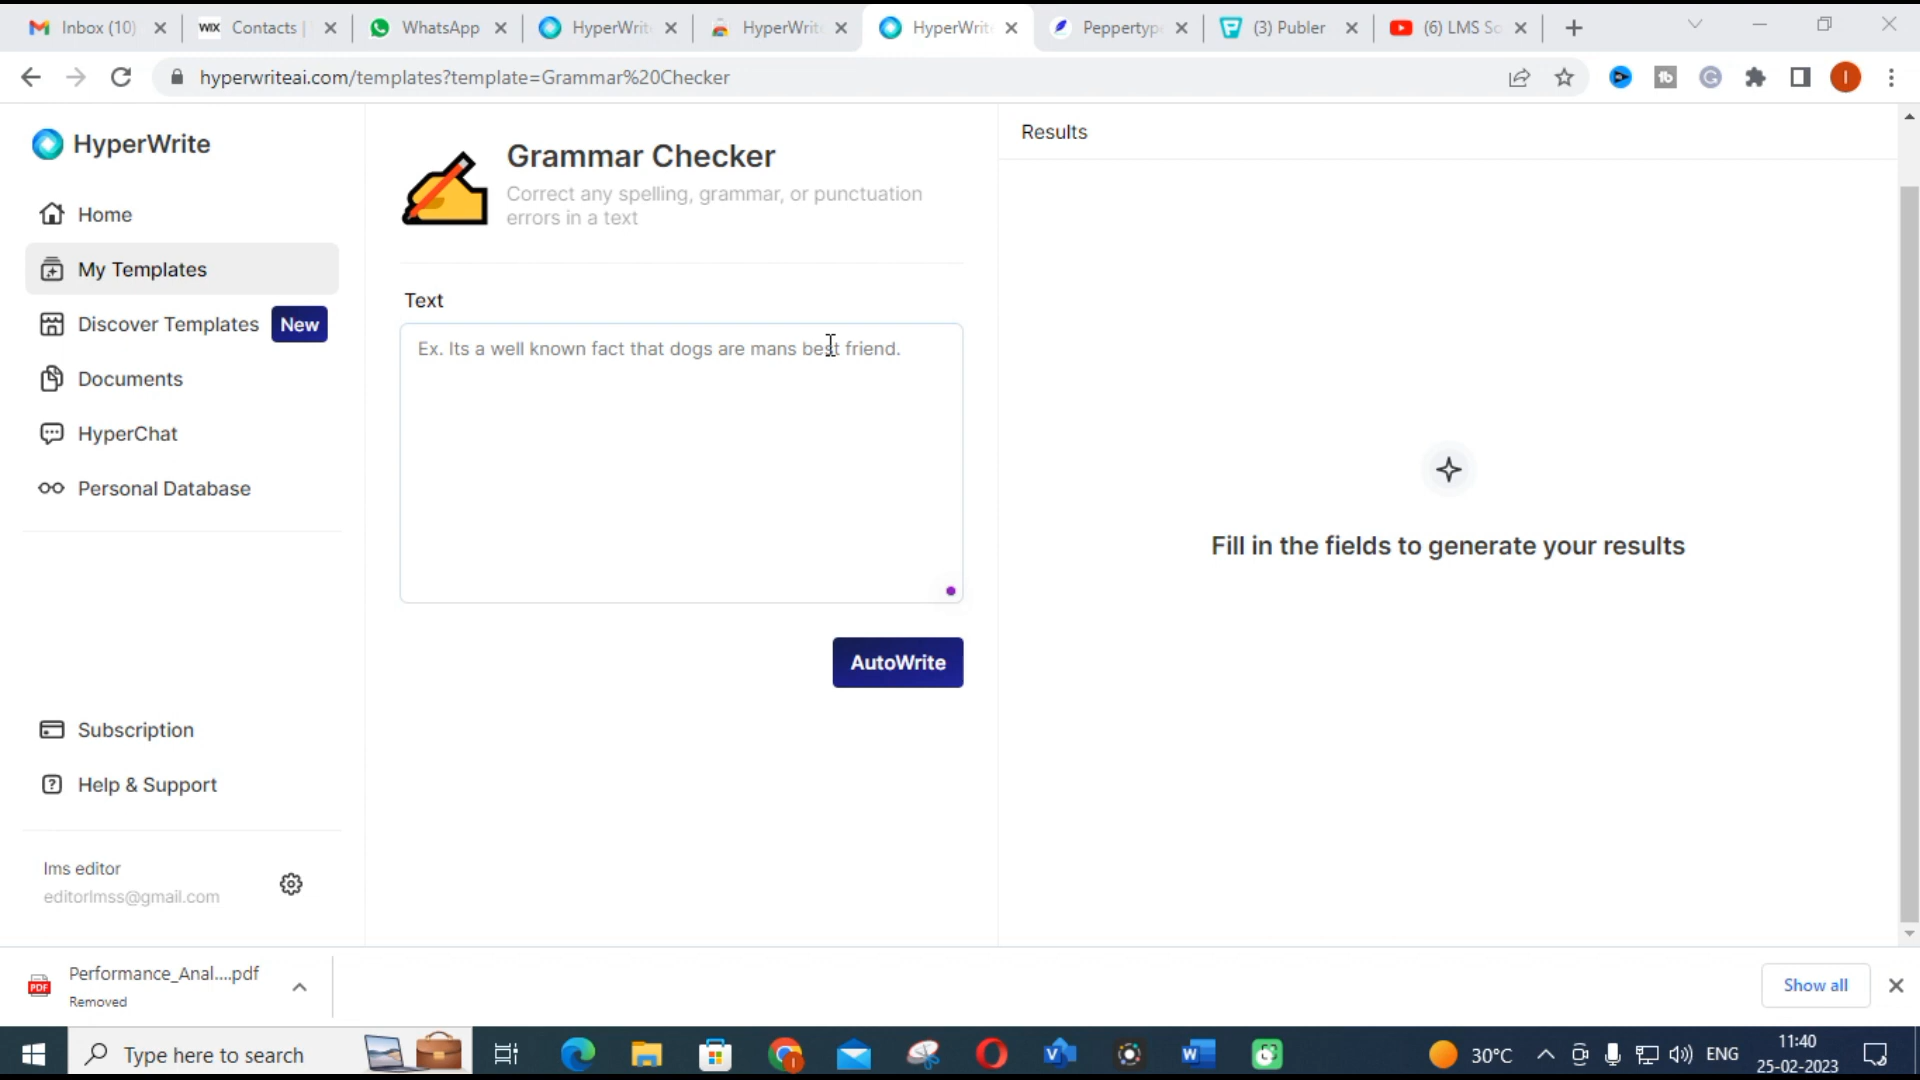 Inbox (10)
WIX Contacts |
WhatsApp
HyperWrit
HyperWrit
HyperWrit
Peppertyp
(3) Publer
(6) LMS So
hyperwriteai.com/templates?template=Grammar%20Checker
I
HyperWrite
Home
My Templates
Discover Templates New
Documents
HyperChat
Personal Database
Subscription
Help & Support
lms editor
editorlmss@gmail.com
Grammar Checker
Correct any spelling, grammar, or punctuation
errors in a text
Text
Ex. Its a well known fact that dogs are mans best friend.
AutoWrite
Results
Fill in the fields to generate your results
PDF
Performance_Anal....pdf
Removed
Show all
Type here to search
30°C
ENG
11:40
25-02-2023